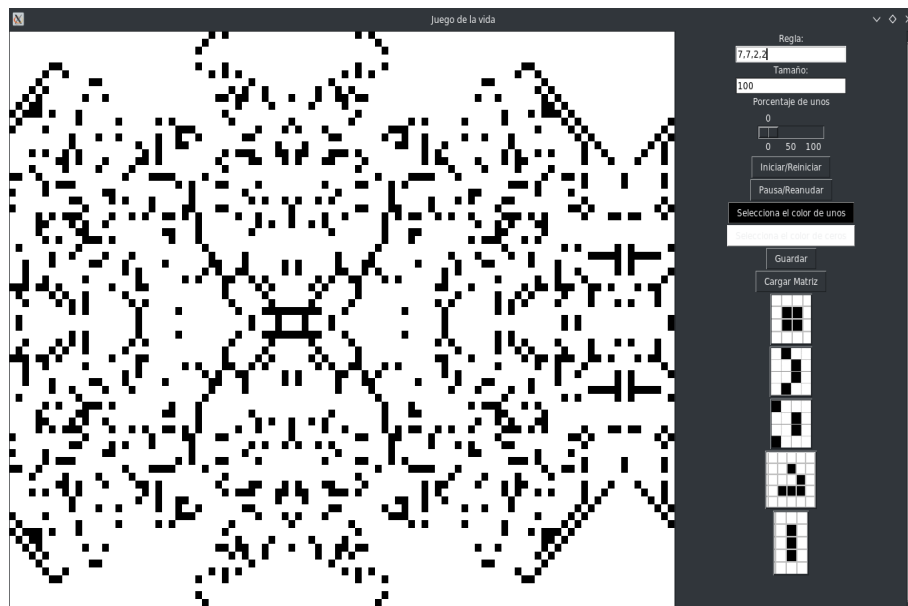 Juego de la vida
Regla:
7,7,2,2
Tamaño:
100
Porcentaje de unos
0
0 50 100
Iniciar/Reiniciar
Pausa/Reanudar
Selecciona el color de unos
Guardar
Cargar Matriz